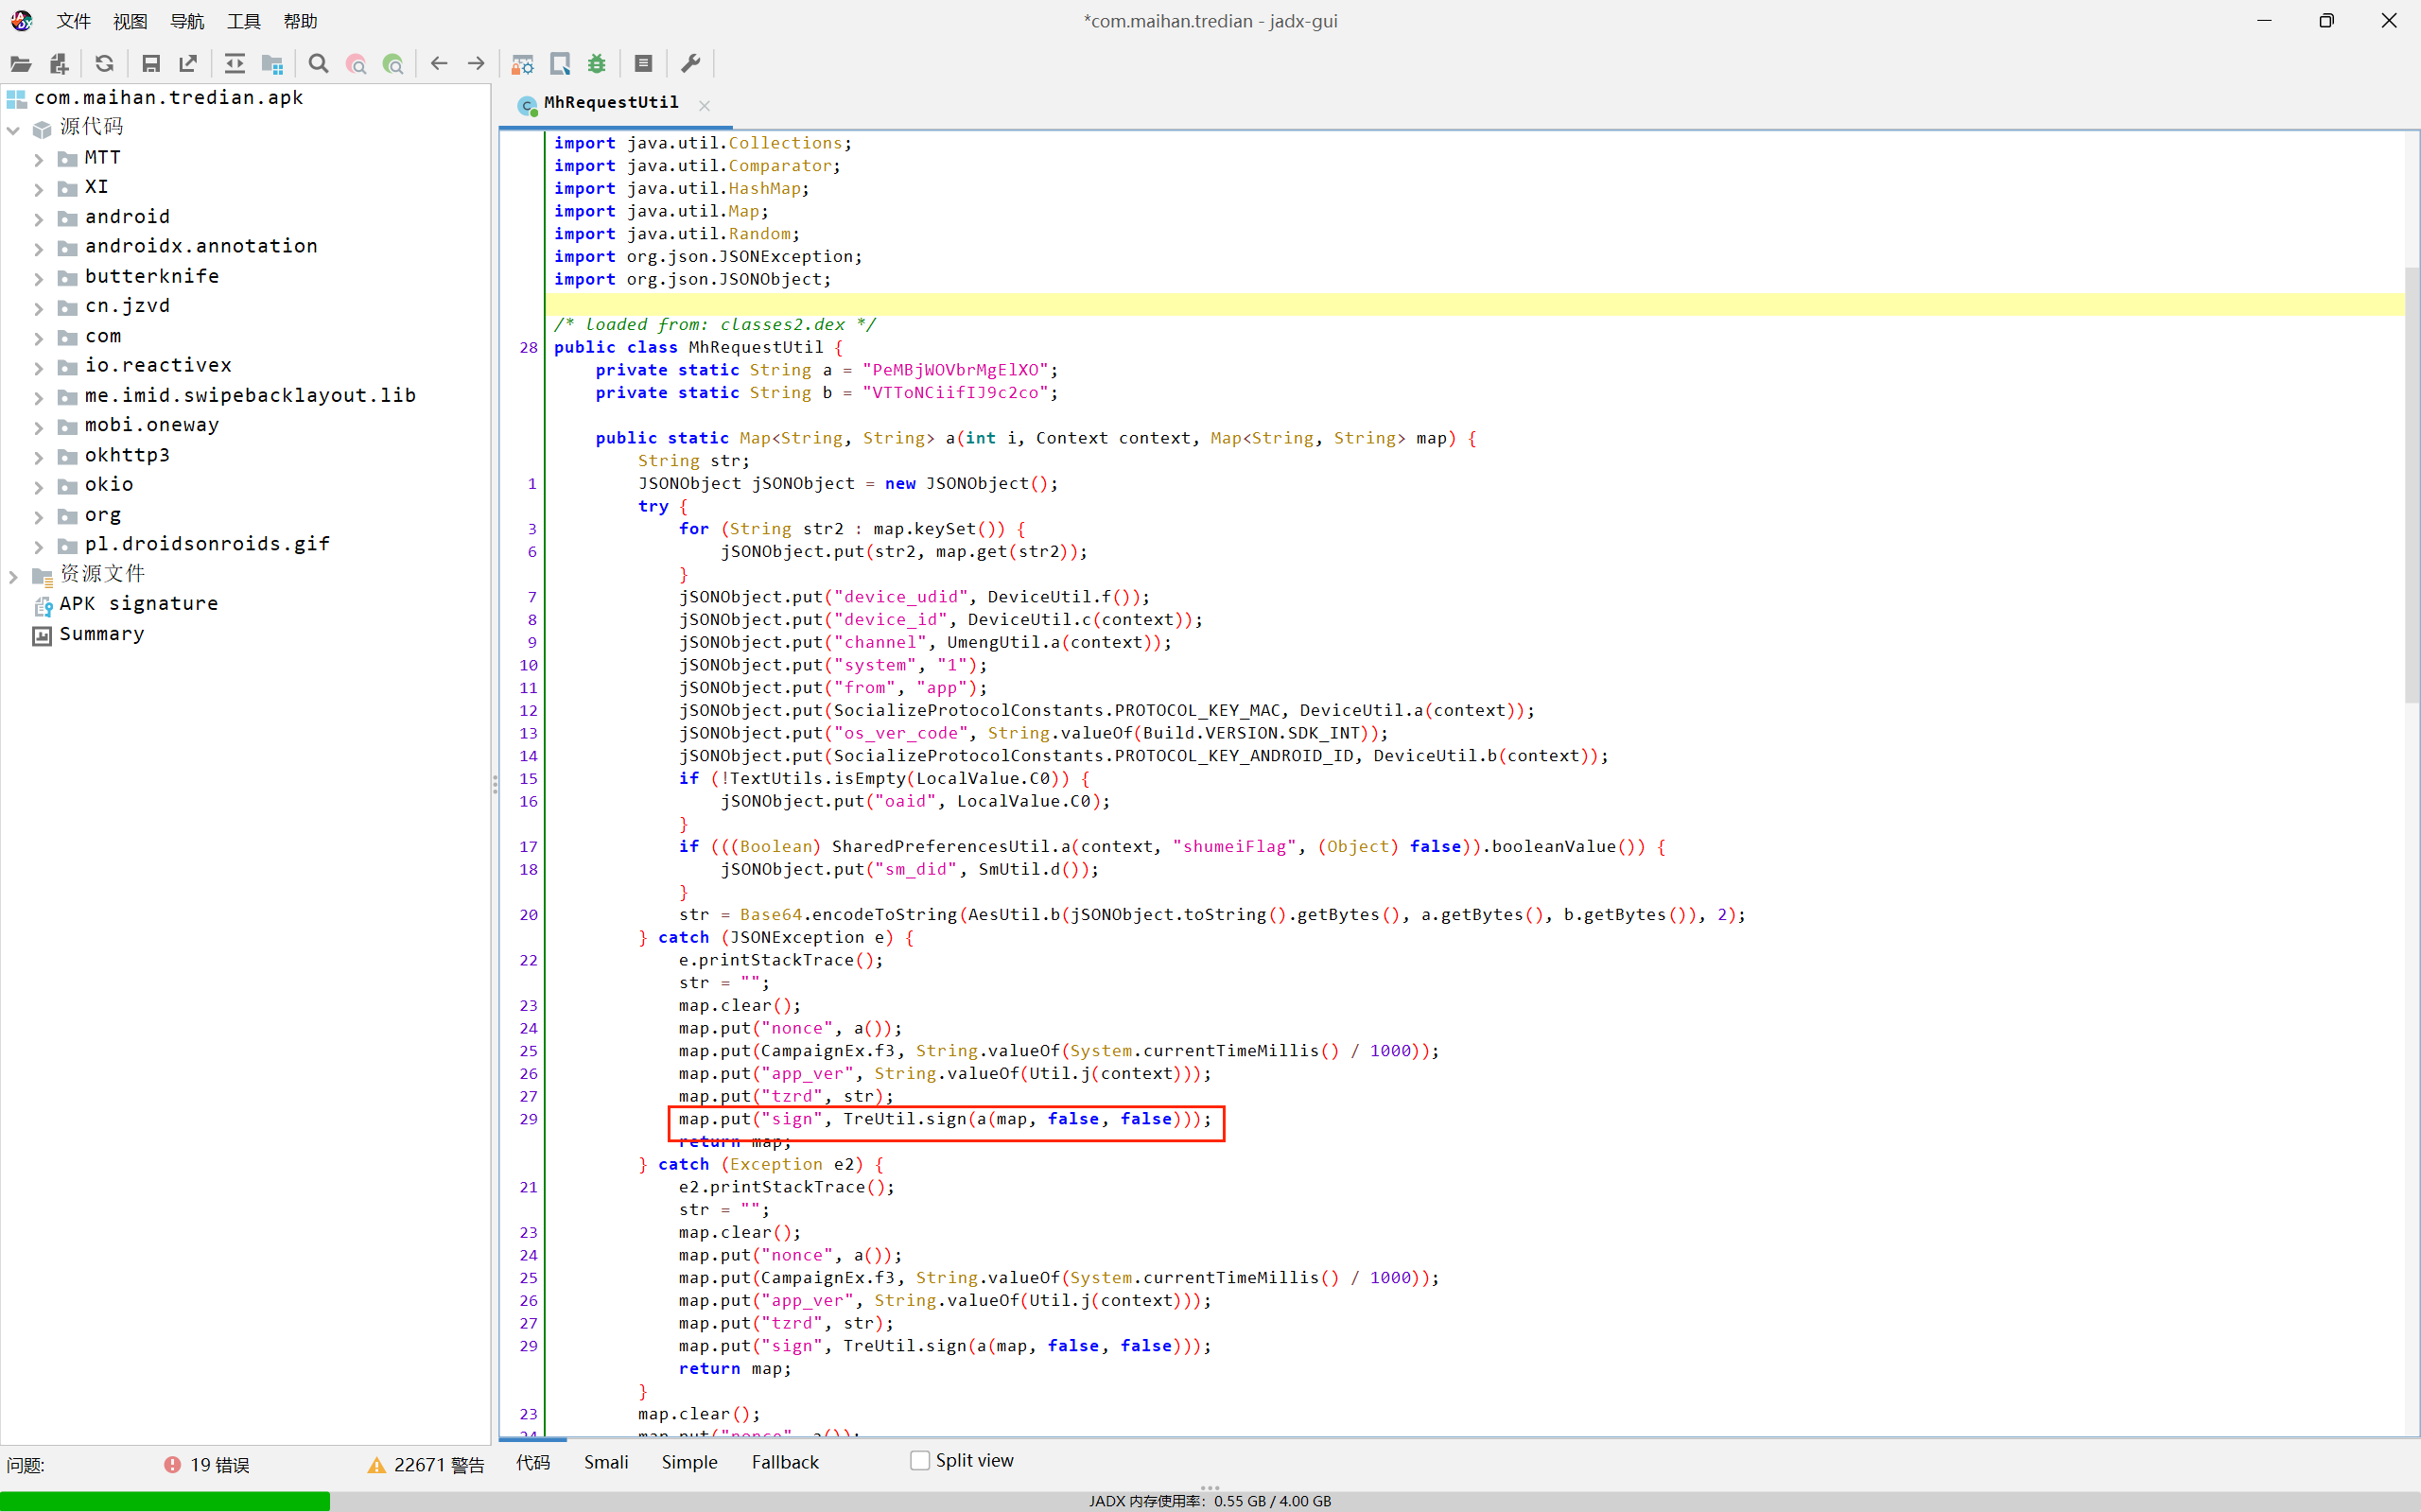 文件 视图 导航 工具 帮助
*com.maihan.tredian - jadx-gui
com.maihan.tredian.apk
源代码
MTT
XI
android
androidx.annotation
butterknife
cn.jzvd
com
io.reactivex
me.imid.swipebacklayout.lib
mobi.oneway
okhttp3
okio
org
pl.droidsonroids.gif
资源文件
APK signature
Summary
MhRequestUtil
import java.util.Collections;
import java.util.Comparator;
import java.util.HashMap;
import java.util.Map;
import java.util.Random;
import org.json.JSONException;
import org.json.JSONObject;
/* loaded from: classes2.dex */
28 public class MhRequestUtil {
private static String a = "PeMBjWOVbrMgElXO";
private static String b = "VTToNCiifIJ9c2co";
public static Map<String, String> a(int i, Context context, Map<String, String> map) {
String str;
1 JSONObject jSONObject = new JSONObject();
try {
3 for (String str2 : map.keySet()) {
6 jSONObject.put(str2, map.get(str2));
}
7 jSONObject.put("device_udid", DeviceUtil.f());
8 jSONObject.put("device_id", DeviceUtil.c(context));
9 jSONObject.put("channel", UmengUtil.a(context));
10 jSONObject.put("system", "1");
11 jSONObject.put("from", "app");
12 jSONObject.put(SocializeProtocolConstants.PROTOCOL_KEY_MAC, DeviceUtil.a(context));
13 jSONObject.put("os_ver_code", String.valueOf(Build.VERSION.SDK_INT));
14 jSONObject.put(SocializeProtocolConstants.PROTOCOL_KEY_ANDROID_ID, DeviceUtil.b(context));
15 if (!TextUtils.isEmpty(LocalValue.C0)) {
16 jSONObject.put("oaid", LocalValue.C0);
}
17 if (((Boolean) SharedPreferencesUtil.a(context, "shumeiFlag", (Object) false)).booleanValue()) {
18 jSONObject.put("sm_did", SmUtil.d());
}
20 str = Base64.encodeToString(AesUtil.b(jSONObject.toString().getBytes(), a.getBytes(), b.getBytes()), 2);
} catch (JSONException e) {
22 e.printStackTrace();
str = "";
23 map.clear();
24 map.put("nonce", a());
25 map.put(CampaignEx.f3, String.valueOf(System.currentTimeMillis() / 1000));
26 map.put("app_ver", String.valueOf(Util.j(context)));
27 map.put("tzrd", str);
29 map.put("sign", TreUtil.sign(a(map, false, false)));
return map;
} catch (Exception e2) {
21 e2.printStackTrace();
str = "";
23 map.clear();
24 map.put("nonce", a());
25 map.put(CampaignEx.f3, String.valueOf(System.currentTimeMillis() / 1000));
26 map.put("app_ver", String.valueOf(Util.j(context)));
27 map.put("tzrd", str);
29 map.put("sign", TreUtil.sign(a(map, false, false)));
return map;
}
23 map.clear();
24 map.put("nonce", a());
问题: 19 错误 22671 警告
代码 Smali Simple Fallback Split view
JADX 内存使用率: 0.55 GB / 4.00 GB